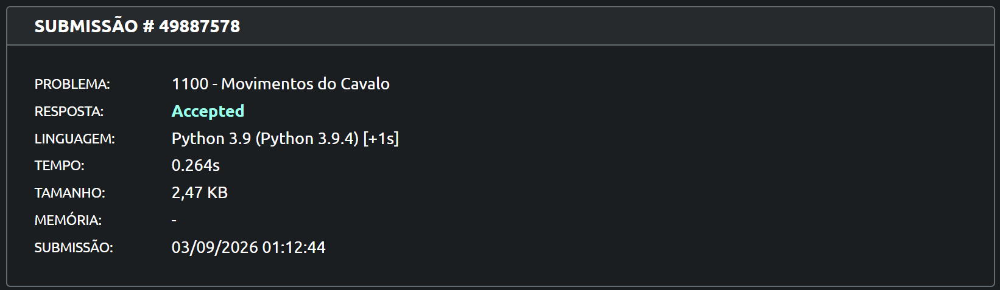 SUBMISSÃO # 49887578
PROBLEMA: 1100 - Movimentos do Cavalo
RESPOSTA: Accepted
LINGUAGEM: Python 3.9 (Python 3.9.4) [+1s]
TEMPO: 0.264s
TAMANHO: 2,47 KB
MEMÓRIA: -
SUBMISSÃO: 03/09/2026 01:12:44